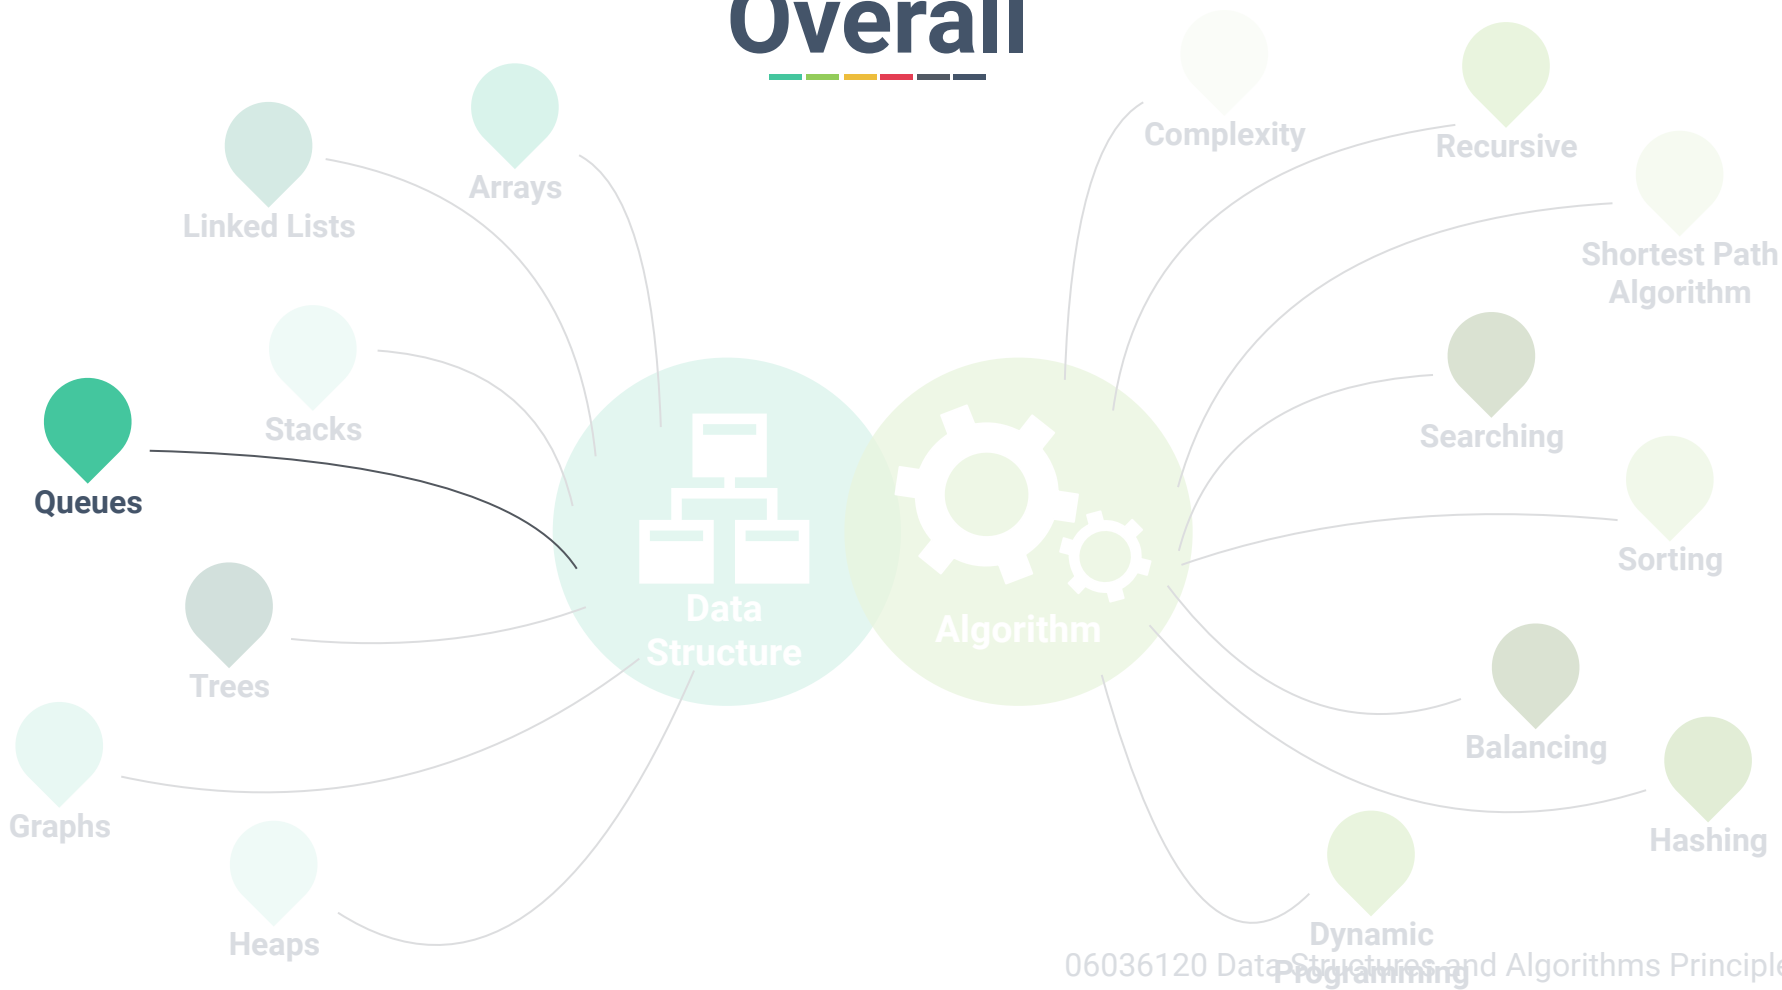 Overall
Complexity
Recursive
Arrays
Linked Lists
Shortest Path
Algorithm
Stacks
Searching
Queues
Sorting
Data
Structure
Algorithm
Trees
Balancing
Graphs
Hashing
Heaps
Dynamic
Programming
06036120 Data Structures and Algorithms Principle